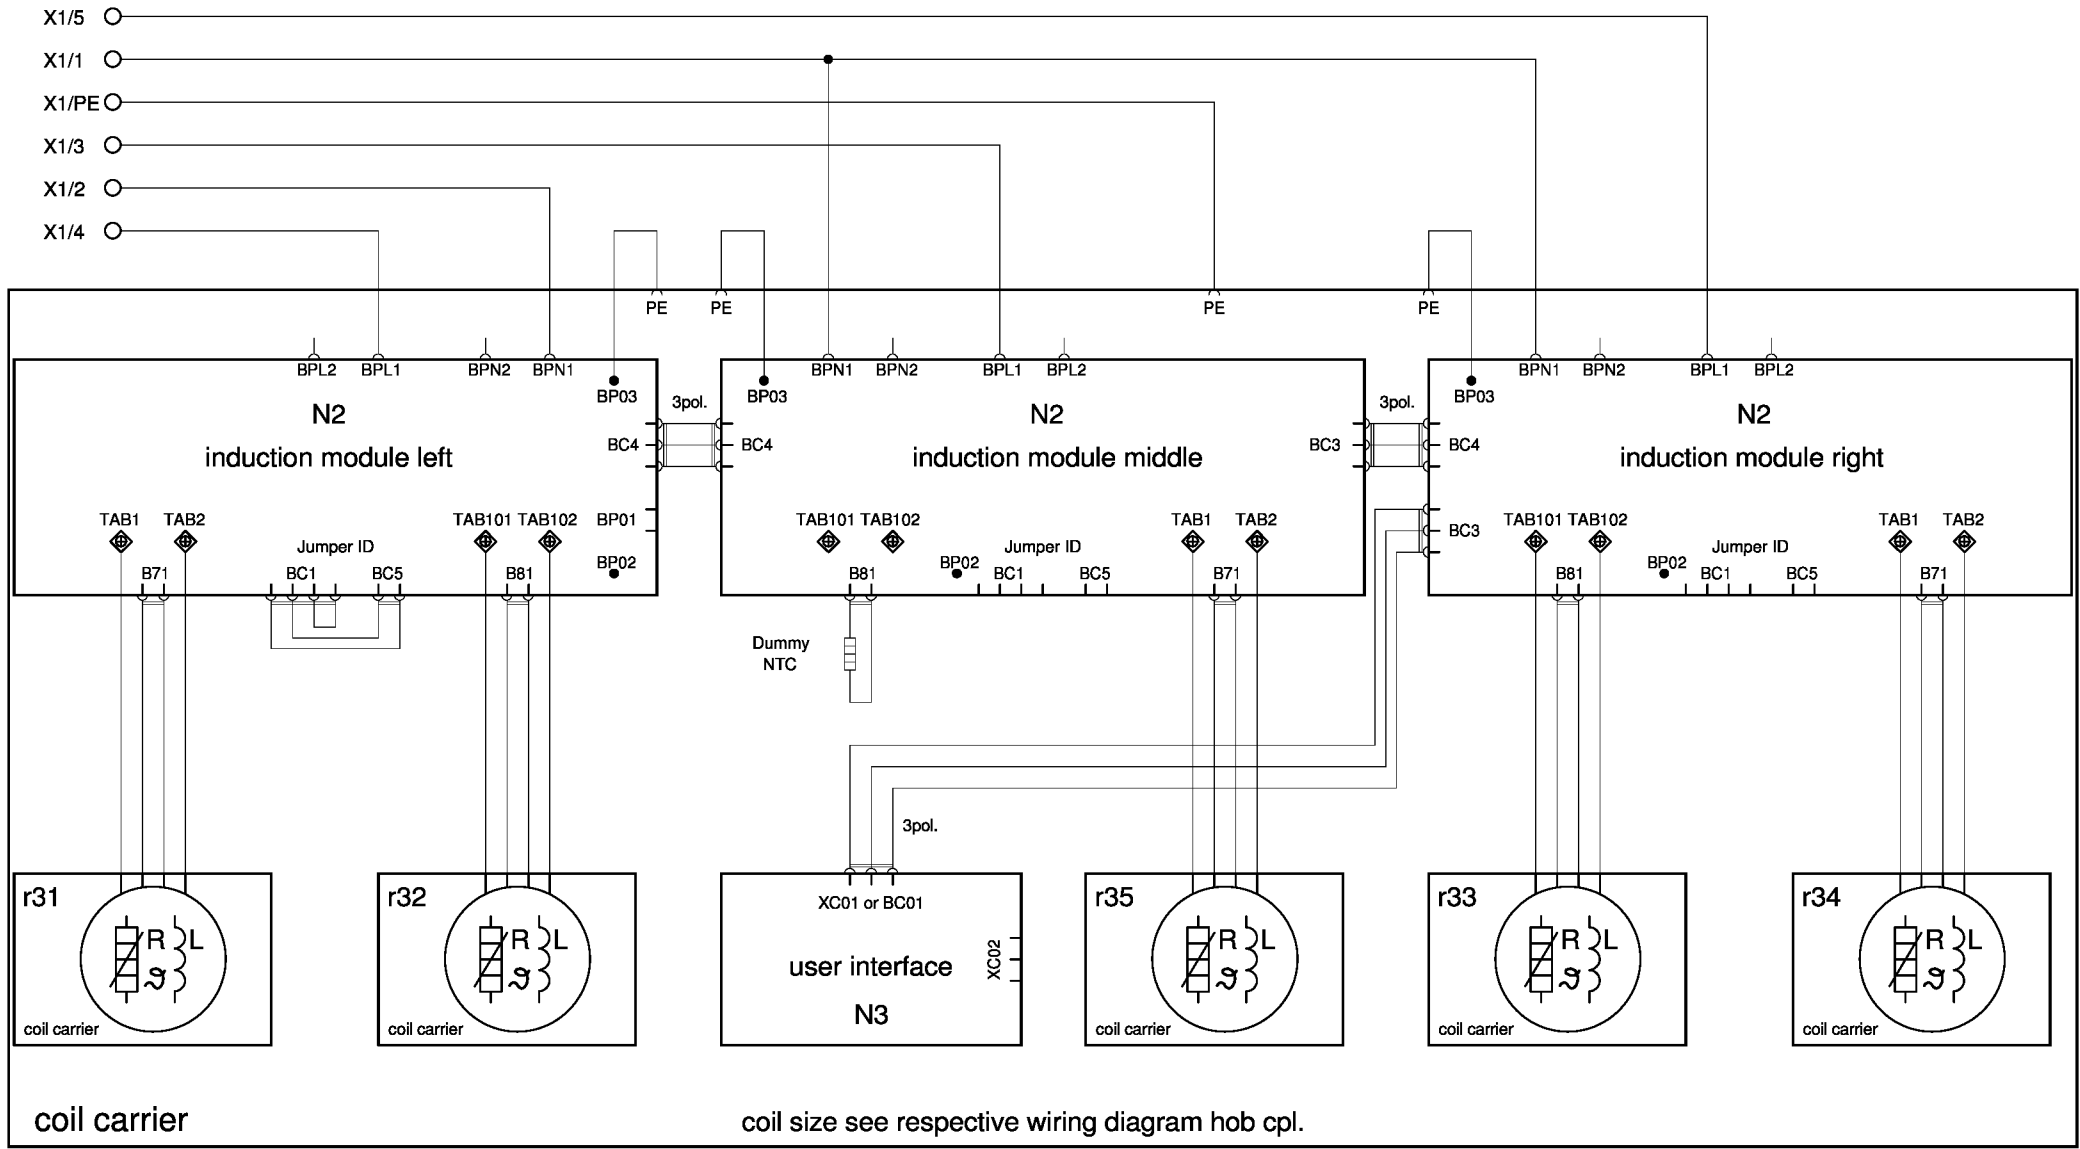 X1/5
X1/1
X1/PE
X1/3
X1/2
X1/4
PE PE PE PE
BPL2 BPL1 BPN2 BPN1 BPN1 BPN2 BPL1 BPL2 BPN1 BPN2 BPL1 BPL2
BP03 BP03 BP03
3pol. 3pol.
N2 N2 N2
BC4 BC4 BC3 BC4
induction module left induction module middle induction module right
TAB1 TAB2 TAB101 TAB102 BP01 TAB101 TAB102 TAB1 TAB2 TAB101 TAB102 TAB1 TAB2
BC3
Jumper ID Jumper ID Jumper ID
BP02 BP02 BP02
B71 BC1 BC5 B81 B81 BC1 BC5 B71 B81 BC1 BC5 B71
Dummy
NTC
3pol.
r31 r32 r35 r33 r34
XC01 or BC01
R L R L R L R L R L
XC02
user interface
ϑ ϑ ϑ ϑ ϑ
N3
coil carrier coil carrier coil carrier coil carrier coil carrier
coil carrier
coil size see respective wiring diagram hob cpl.